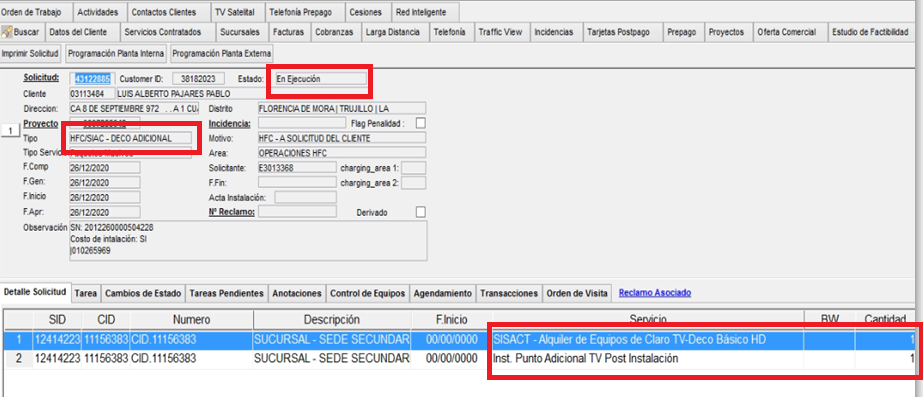 Orden de Trabajo Actividades Contactos Clientes TV Satelital Telefonía Prepago Cesiones Red Inteligente
Buscar Datos del Cliente Servicios Contratados Sucursales Facturas Cobranzas Larga Distancia Telefonía Traffic View Incidencias Tarjetas Postpago Prepago Proyectos Oferta Comercial Estudio de Factibilidad
Imprimir Solicitud Programación Planta Interna Programación Planta Externa
Solicitud: 43122885 Customer ID: 38182023 Estado: En Ejecución
Cliente 03113484 LUIS ALBERTO PAJARES PABLO
Direccion: CA 8 DE SEPTIEMBRE 972 . . A 1 CU Distrito FLORENCIA DE MORA | TRUJILLO | LA
1 Proyecto Incidencia: Flag Penalidad :
Tipo HFC/SIAC - DECO ADICIONAL Motivo: HFC - A SOLICITUD DEL CLIENTE
Tipo Servicio Area: OPERACIONES HFC
F.Comp 26/12/2020 Solicitante: E3013368 charging_area 1:
F.Gen: 26/12/2020 F.Fin: charging_area 2:
F.Inicio 26/12/2020 Acta Instalación:
F.Apr: 26/12/2020 Nº Reclamo: Derivado
Observación SN: 2012260000504228
Costo de intalación: SI
|010265969
Detalle Solicitud Tarea Cambios de Estado Tareas Pendientes Anotaciones Control de Equipos Agendamiento Transacciones Orden de Visita Reclamo Asociado
SID CID Numero Descripción F.Inicio Servicio BW Cantidad
1 12414223 11156383 CID.11156383 SUCURSAL - SEDE SECUNDAR 00/00/0000 SISACT - Alquiler de Equipos de Claro TV-Deco Básico HD 1
2 12414223 11156383 CID.11156383 SUCURSAL - SEDE SECUNDAR 00/00/0000 Inst. Punto Adicional TV Post Instalación 1